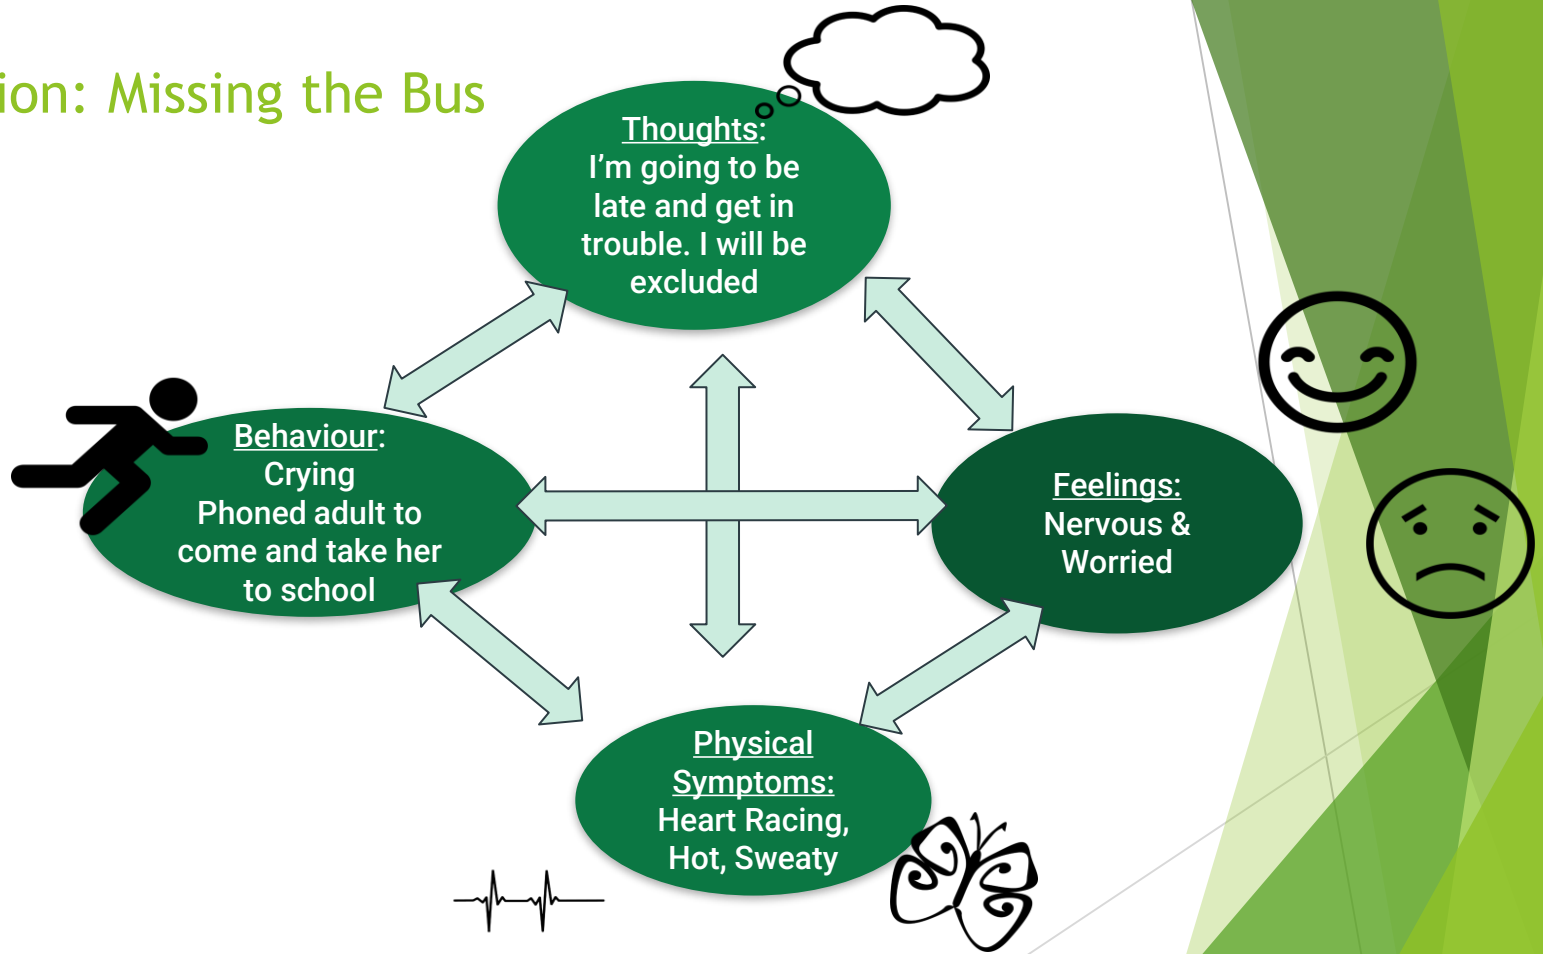 ion: Missing the Bus
Thoughts:
I'm going to be
late and get in
trouble. I will be
excluded
Behaviour:
Crying
Phoned adult to
come and take her
to school
Feelings:
Nervous &
Worried
Physical
Symptoms:
Heart Racing,
Hot, Sweaty